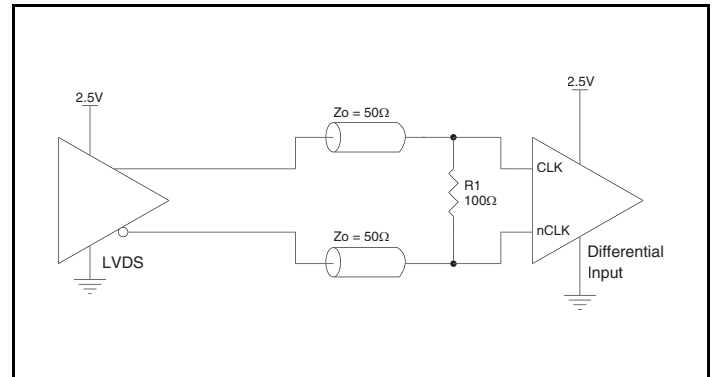 2.5V
LVDS
Zo = 50Ω
Zo = 50Ω
R1
100Ω
2.5V
CLK
nCLK
Differential
Input